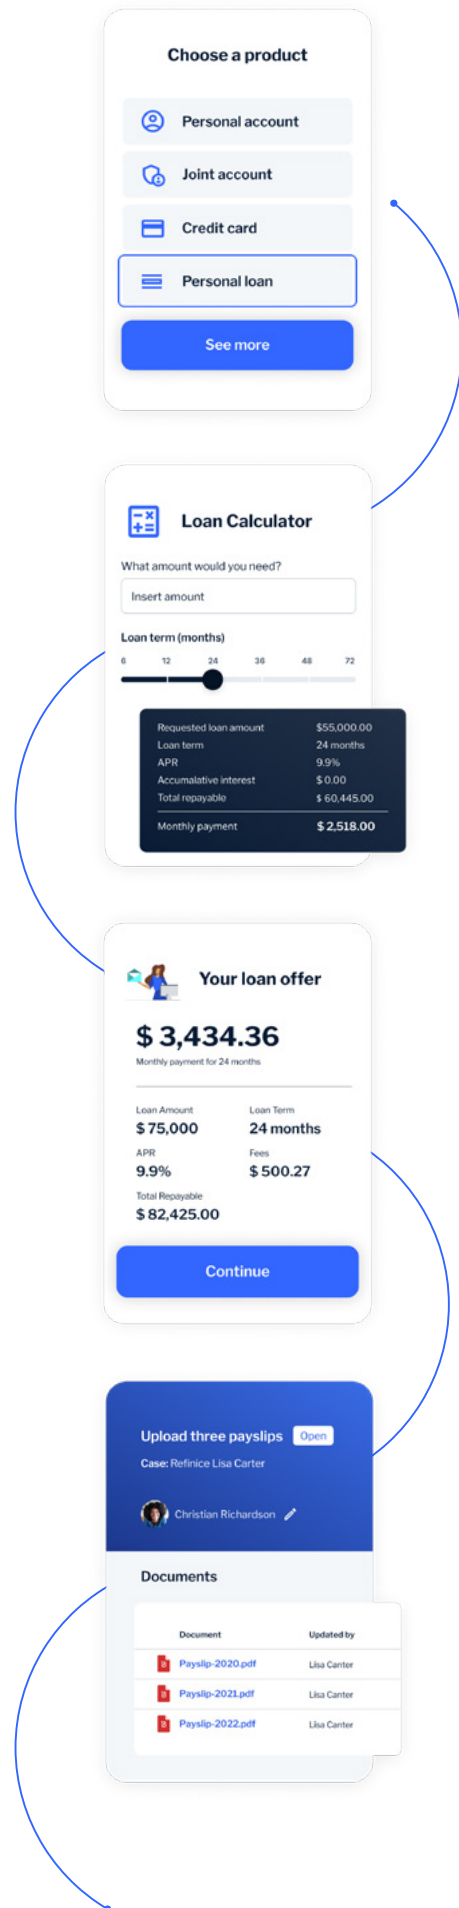 Choose a product
Personal account
Joint account
Credit card
Personal loan
See more
Loan Calculator
What amount would you need?
Insert amount
Loan term (months)
6 12 24 36 48 72
Requested loan amount $55,000.00
Loan term 24 months
APR 9.9%
Accumalative interest $ 0.00
Total repayable $ 60,445.00
Monthly payment $ 2,518.00
Your loan offer
$ 3,434.36
Monthly payment for 24 months
Loan Amount Loan Term
$ 75,000 24 months
APR Fees
9.9% $ 500.27
Total Repayable
$ 82,425.00
Continue
Upload three payslips Open
Case: Refinice Lisa Carter
Christian Richardson
Documents
Document Updated by
Payslip-2020.pdf Lisa Canter
Payslip-2021.pdf Lisa Canter
Payslip-2022.pdf Lisa Canter